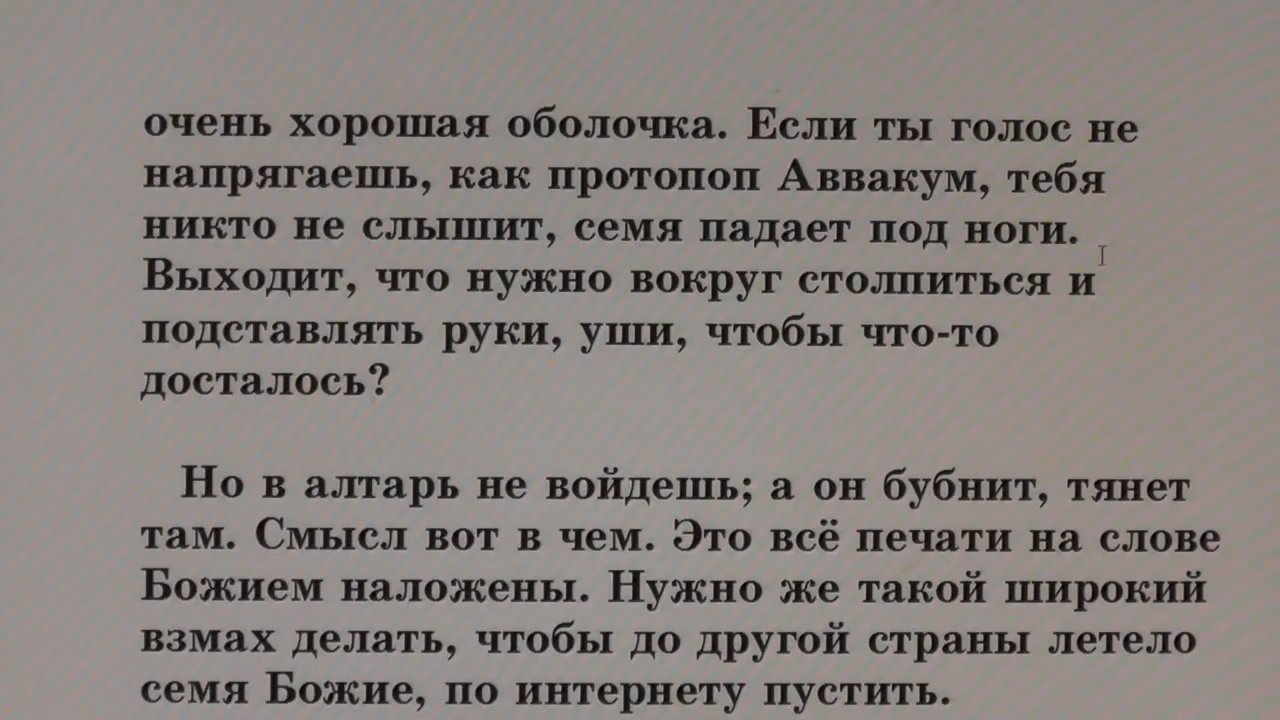 очень хорошая оболочка. Если ты голос не
напрягаешь, как протопоп Аввакум, тебя
никто не слышит, семя падает под ноги.
Выходит, что нужно вокруг столпиться и
подставлять руки, уши, чтобы что-то
досталось?
Но в алтарь не войдешь; а он бубнит, тянет
там. Смысл вот в чем. Это всё печати на слове
Божием наложены. Нужно же такой широкий
взмах делать, чтобы до другой страны летело
семя Божие, по интернету пустить.